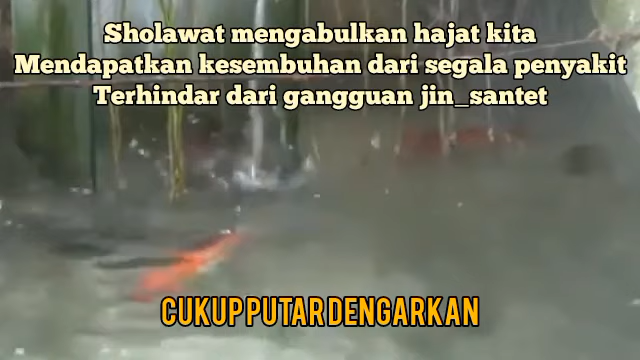 Sholawat mengabulkan hajat kita
Mendapatkan kesembuhan dari segala penyakit
Terhindar dari gangguan jin_santet
CUKUP PUTAR DENGARKAN